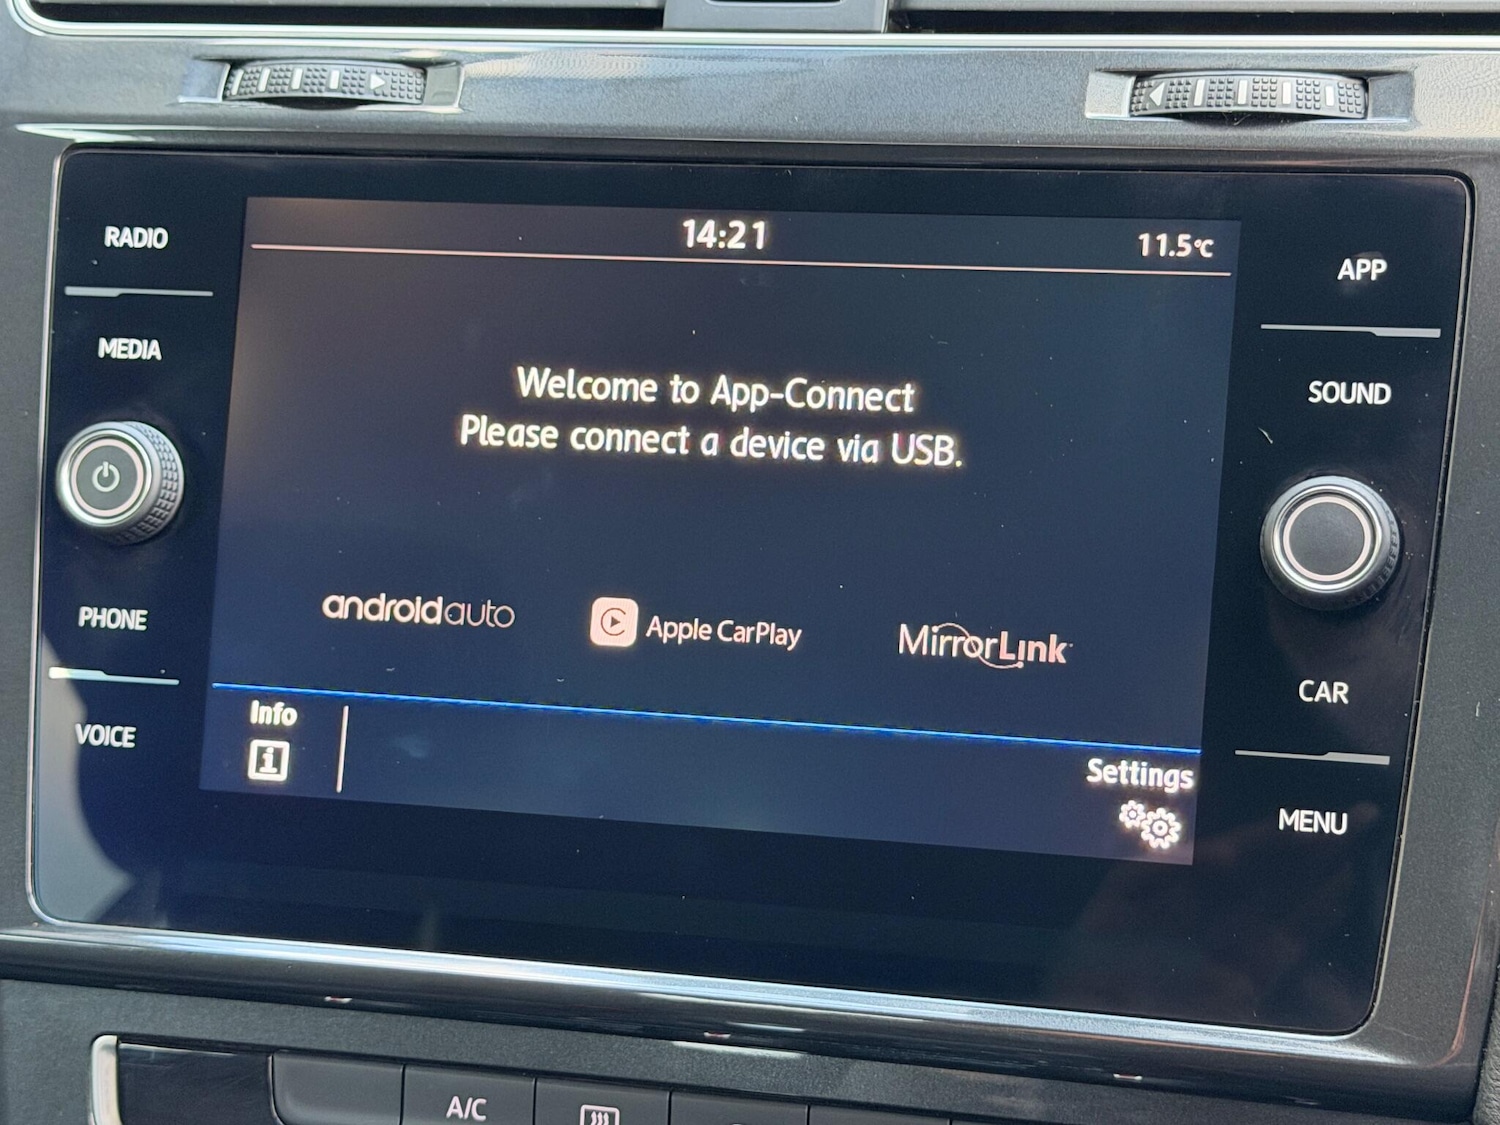 RADIO
MEDIA
PHONE
VOICE
14:21
11.5°C
Welcome to App-Connect
Please connect a device via USB.
androidauto
Apple CarPlay
MirrorLink
Info
i
Settings
APP
SOUND
CAR
MENU
A/C